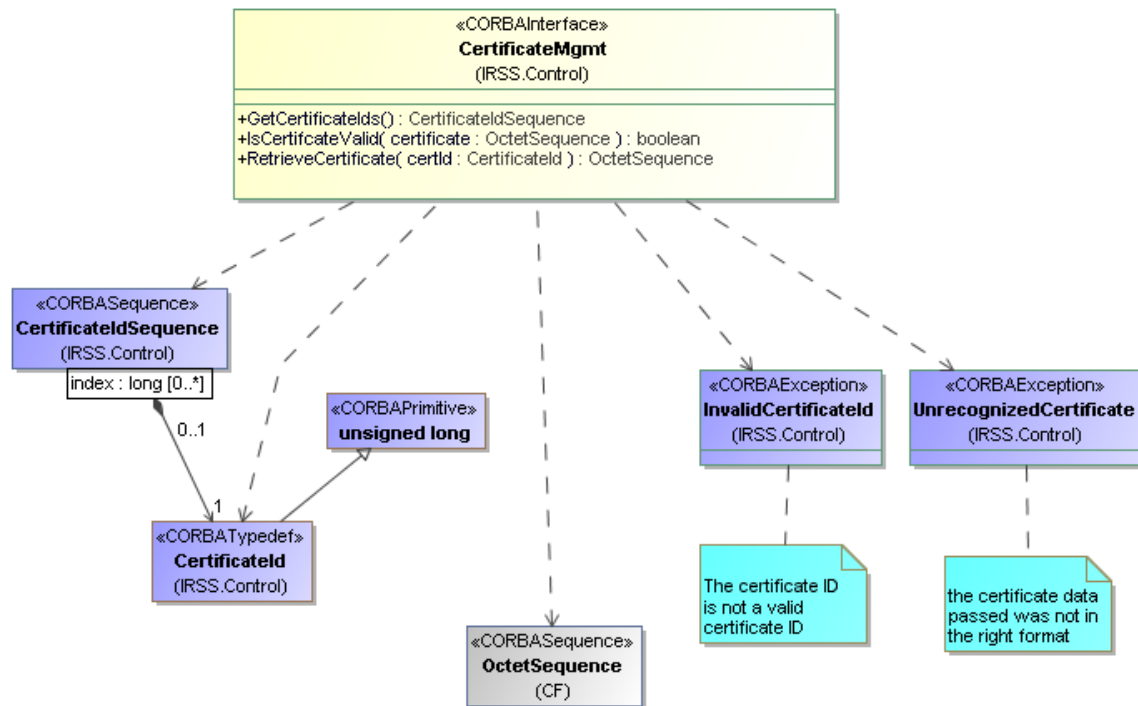 «CORBAInterface»
CertificateMgmt
(IRSS.Control)
+GetCertificateIds() : CertificateIdSequence
+IsCertifcateValid( certificate : OctetSequence ) : boolean
+RetrieveCertificate( certId : CertificateId ) : OctetSequence
«CORBASequence»
CertificateIdSequence
(IRSS.Control)
index : long [0..*]
0..1
1
«CORBAPrimitive»
unsigned long
«CORBATypedef»
CertificateId
(IRSS.Control)
«CORBASequence»
OctetSequence
(CF)
«CORBAException»
InvalidCertificateId
(IRSS.Control)
The certificate ID
is not a valid
certificate ID
«CORBAException»
UnrecognizedCertificate
(IRSS.Control)
the certificate data
passed was not in
the right format